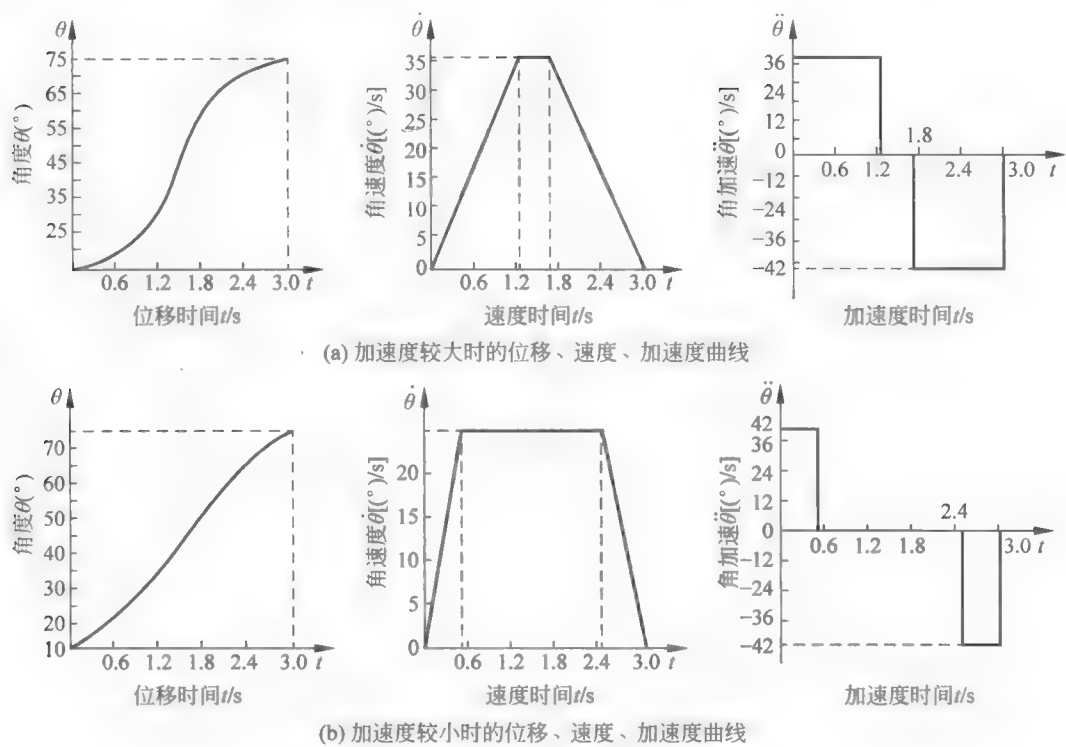 θ
75
65
55
45
35
25
角度θ(°)
0.6 1.2 1.8 2.4 3.0 t
位移时间t/s
θ̇
35
30
25
20
15
10
5
0
角速度θ̇[(°)/s]
0.6 1.2 1.8 2.4 3.0 t
速度时间t/s
θ̈
36
24
12
0
-12
-24
-36
-42
角加速θ̈[(°)/s]
1.8
0.6 1.2 2.4 3.0 t
加速度时间t/s
(a) 加速度较大时的位移、速度、加速度曲线
θ
70
50
40
30
20
10
角度θ(°)
0.6 1.2 1.8 2.4 3.0 t
位移时间t/s
θ̇
20
25
15
10
5
0
角速度θ̇[(°)/s]
0.6 1.2 1.8 2.4 3.0 t
速度时间t/s
θ̈
42
36
24
12
0
-12
-24
-36
-42
角加速θ̈[(°)/s]
2.4
0.6 1.2 1.8 3.0 t
加速度时间t/s
(b) 加速度较小时的位移、速度、加速度曲线